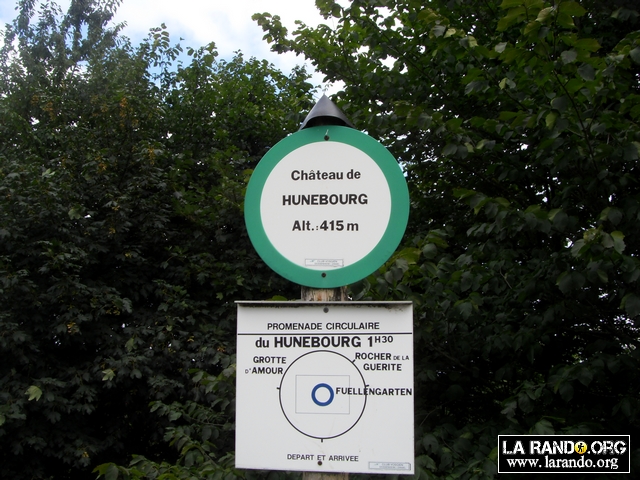 Château de
HUNEBOURG
Alt.: 415 m
PROMENADE CIRCULAIRE
du HUNEBOURG 1H30
GROTTE D'AMOUR
ROCHER DE LA GUERITE
FUELLENGARTEN
DEPART ET ARRIVEE
LA RANDO.ORG
www.larando.org